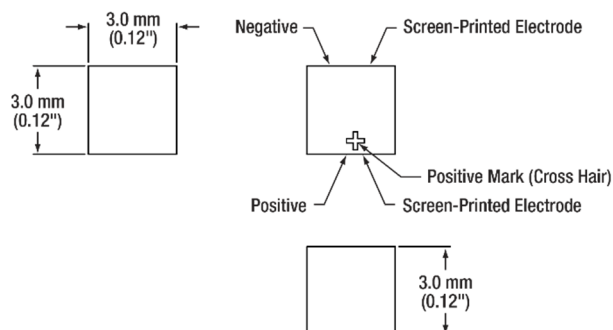 3.0 mm
(0.12")
3.0 mm
(0.12")
Negative
Screen-Printed Electrode
Positive Mark (Cross Hair)
Positive
Screen-Printed Electrode
3.0 mm
(0.12")